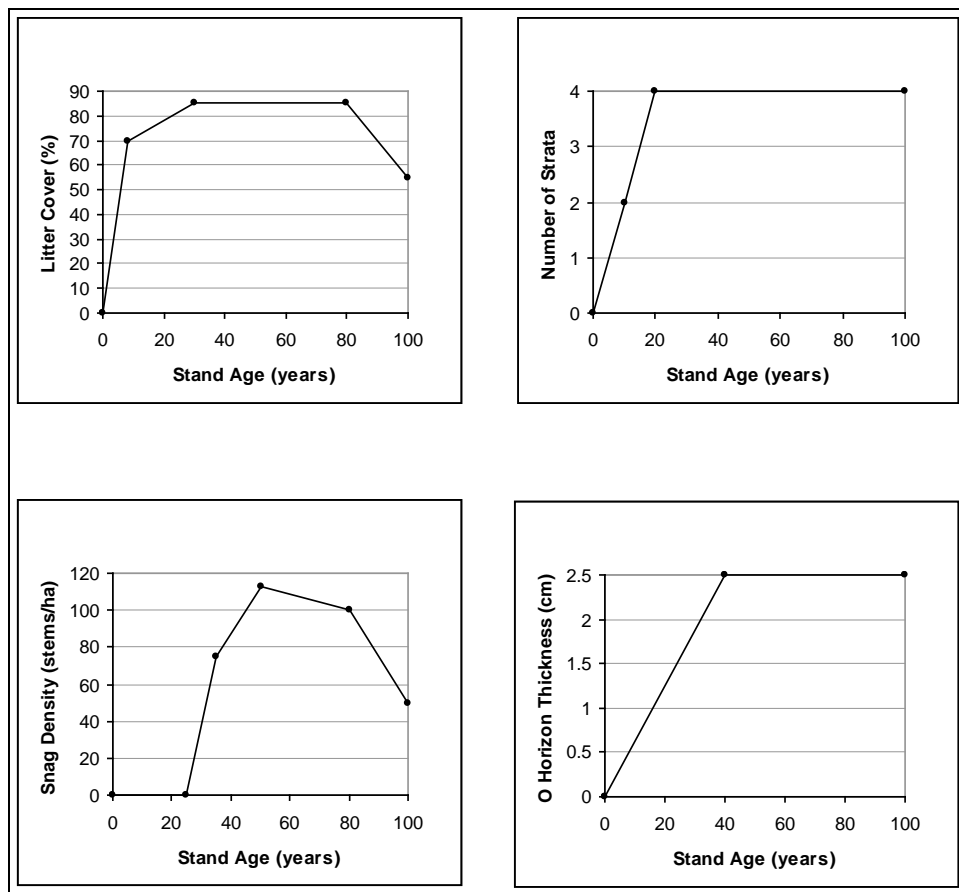 Litter Cover (%)
90
80
70
60
50
40
30
20
10
0
0 20 40 60 80 100
Stand Age (years)
Number of Strata
4
3
2
1
0
0 20 40 60 80 100
Stand Age (years)
Snag Density (stems/ha)
120
100
80
60
40
20
0
0 20 40 60 80 100
Stand Age (years)
O Horizon Thickness (cm)
2.5
2
1.5
1
0.5
0
0 20 40 60 80 100
Stand Age (years)